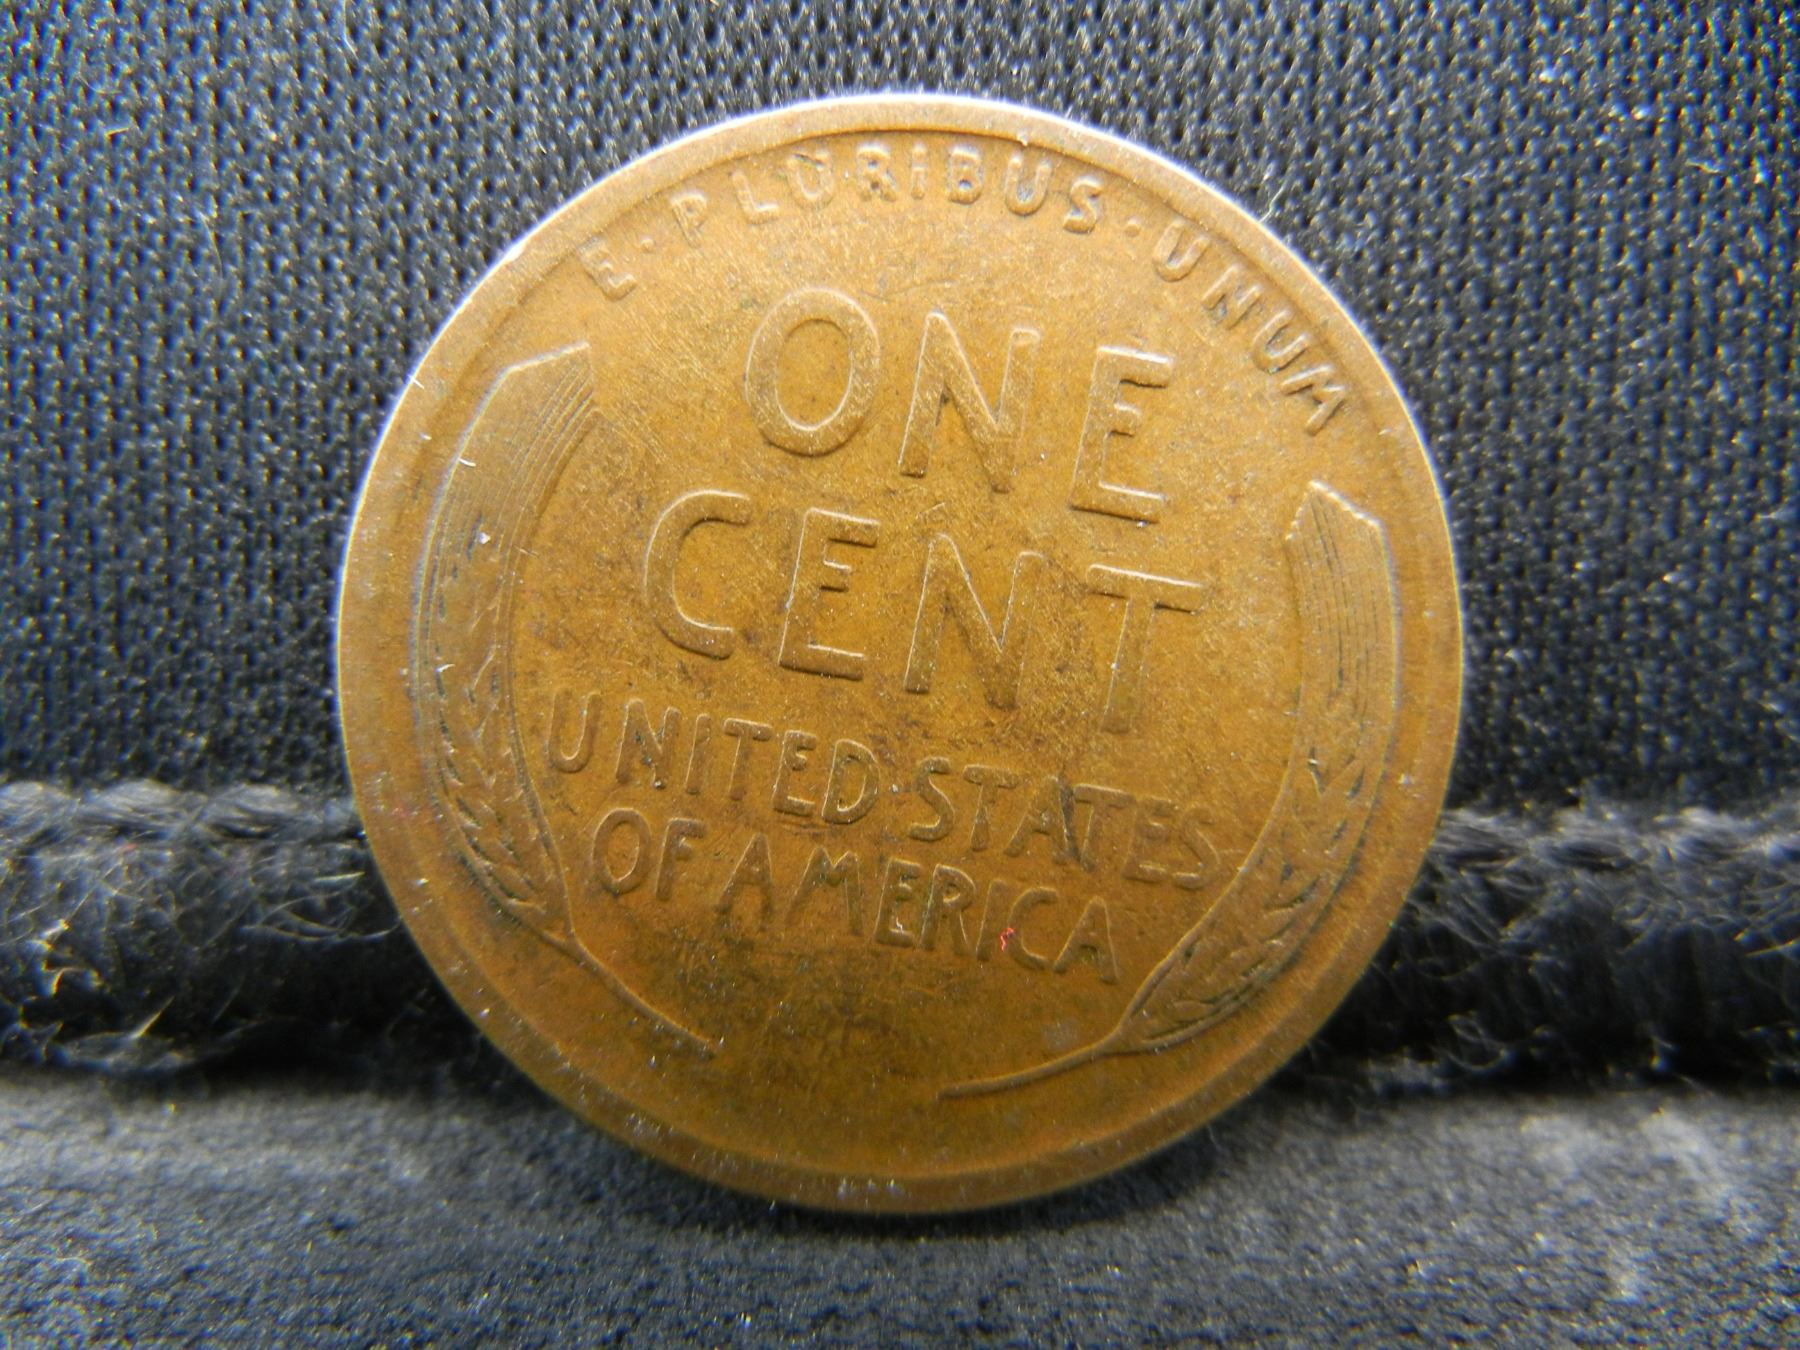 E·PLURIBUS·UNUM
ONE
CENT
UNITED STATES
OF AMERICA